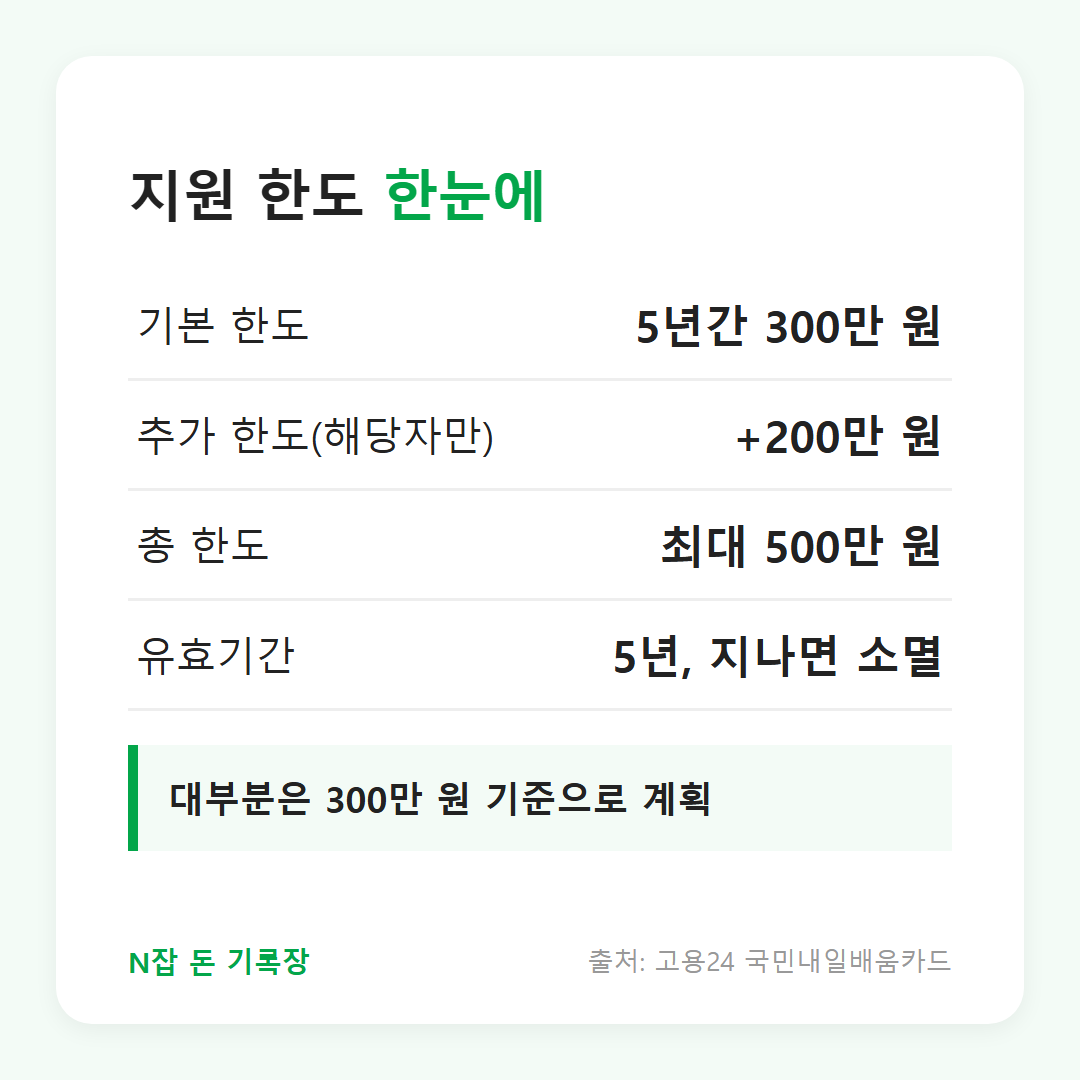 지원 한도 한눈에
기본 한도 5년간 300만 원
추가 한도(해당자만) +200만 원
총 한도 최대 500만 원
유효기간 5년, 지나면 소멸
대부분은 300만 원 기준으로 계획
N잡 돈 기록장 출처: 고용24 국민내일배움카드